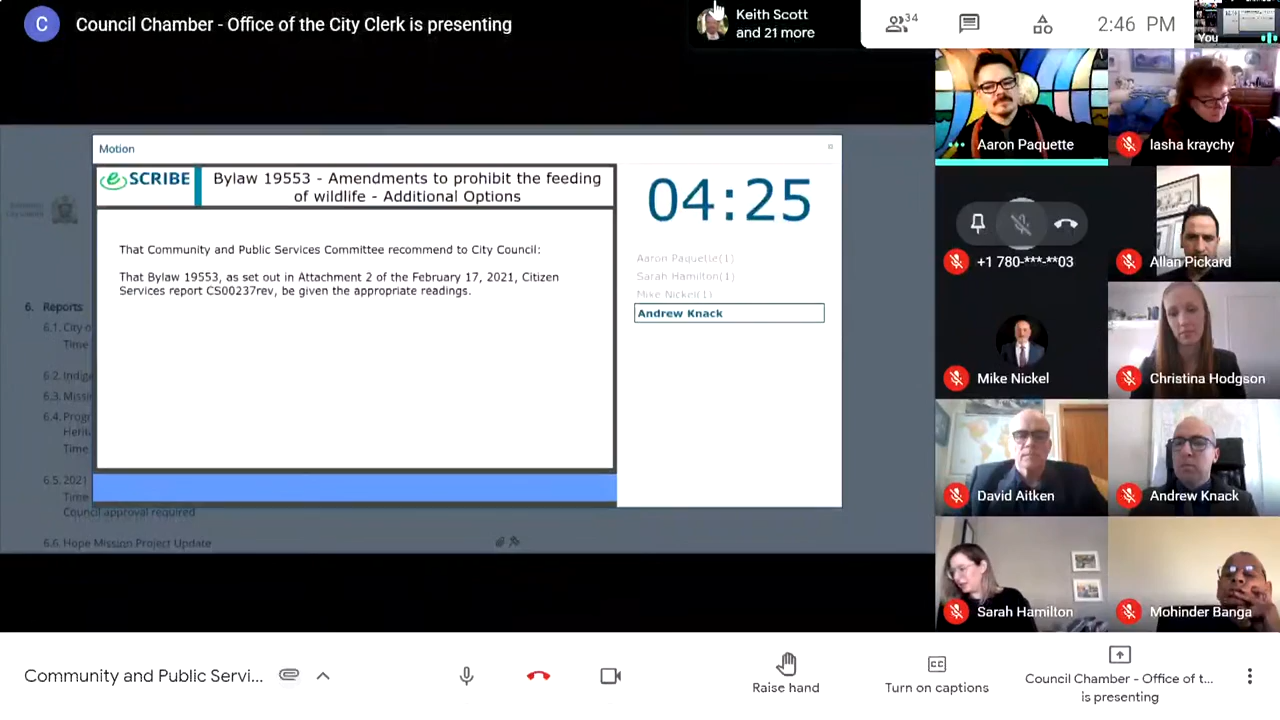 C
Council Chamber - Office of the City Clerk is presenting
Keith Scott
and 21 more
34
2:46 PM
You
Motion
eSCRIBE
Bylaw 19553 - Amendments to prohibit the feeding
of wildlife - Additional Options
04:25
That Community and Public Services Committee recommend to City Council:
That Bylaw 19553, as set out in Attachment 2 of the February 17, 2021, Citizen
Services report CS00237rev, be given the appropriate readings.
Aaron Paquette(1)
Sarah Hamilton(1)
Mike Nickel(1)
Andrew Knack
6. Reports
6.1. City o
Time
6.2. Indige
6.3. Missi
6.4. Progr
Herita
Time
6.5. 2021
Time
Council approval required
6.6. Hope Mission Project Update
Aaron Paquette
lasha kraychy
+1 780-***-**03
Allan Pickard
Mike Nickel
Christina Hodgson
David Aitken
Andrew Knack
Sarah Hamilton
Mohinder Banga
Community and Public Servi...
Raise hand
CC
Turn on captions
Council Chamber - Office of t...
is presenting